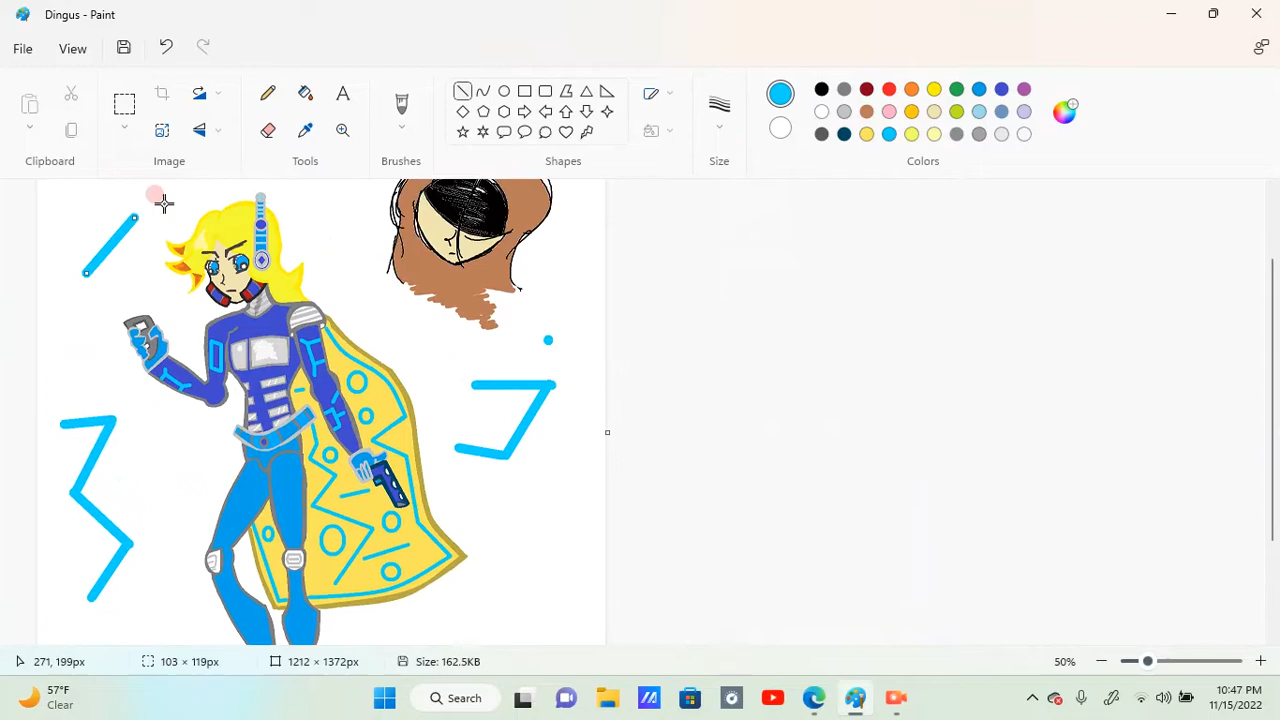 Dingus - Paint
File View
Clipboard Image Tools Brushes Shapes Size Colors
271, 199px 103 × 119px 1212 × 1372px Size: 162.5KB 50%
57°F
Clear
Search
10:47 PM
11/15/2022